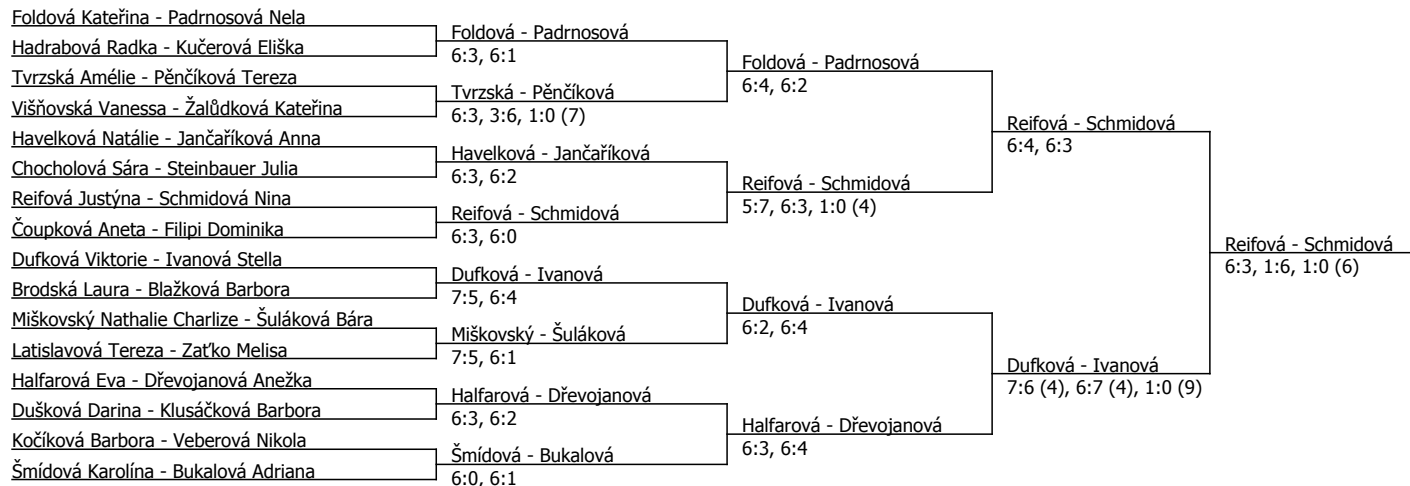 Foldová Kateřina - Padrnosová Nela
Hadrabová Radka - Kučerová Eliška
Tvrzská Amélie - Pěnčíková Tereza
Višňovská Vanessa - Žalůdková Kateřina
Havelková Natálie - Jančaříková Anna
Chocholová Sára - Steinbauer Julia
Reifová Justýna - Schmidová Nina
Čoupková Aneta - Filipi Dominika
Dufková Viktorie - Ivanová Stella
Brodská Laura - Blažková Barbora
Miškovský Nathalie Charlize - Šuláková Bára
Latislavová Tereza - Zaťko Melisa
Halfarová Eva - Dřevojanová Anežka
Dušková Darina - Klusáčková Barbora
Kočíková Barbora - Veberová Nikola
Šmídová Karolína - Bukalová Adriana
Foldová - Padrnosová
6:3, 6:1
Tvrzská - Pěnčíková
6:3, 3:6, 1:0 (7)
Havelková - Jančaříková
6:3, 6:2
Reifová - Schmidová
6:3, 6:0
Dufková - Ivanová
7:5, 6:4
Miškovský - Šuláková
7:5, 6:1
Halfarová - Dřevojanová
6:3, 6:2
Šmídová - Bukalová
6:0, 6:1
Foldová - Padrnosová
6:4, 6:2
Reifová - Schmidová
5:7, 6:3, 1:0 (4)
Dufková - Ivanová
6:2, 6:4
Halfarová - Dřevojanová
6:3, 6:4
Reifová - Schmidová
6:4, 6:3
Dufková - Ivanová
7:6 (4), 6:7 (4), 1:0 (9)
Reifová - Schmidová
6:3, 1:6, 1:0 (6)